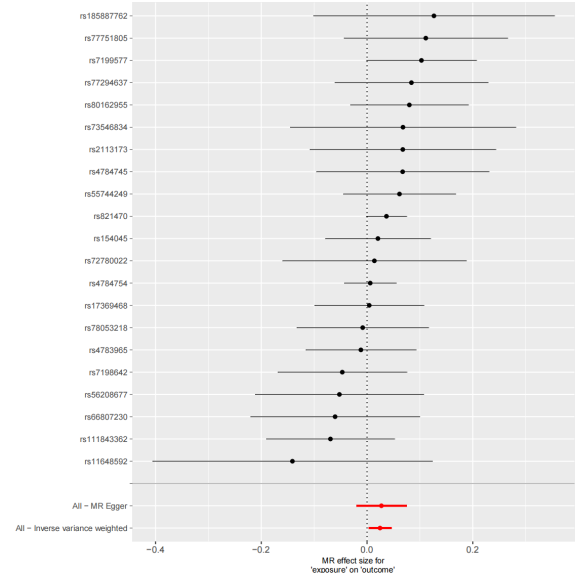 rs185887762
rs77751805
rs7199577
rs77294637
rs80162955
rs73546834
rs2113173
rs4784745
rs55744249
rs821470
rs154045
rs72780022
rs4784754
rs17369468
rs78053218
rs4783965
rs7198642
rs56208677
rs66807230
rs111843362
rs11648592
All − MR Egger
All − Inverse variance weighted
−0.4 −0.2 0.0 0.2
MR effect size for
'exposure' on 'outcome'